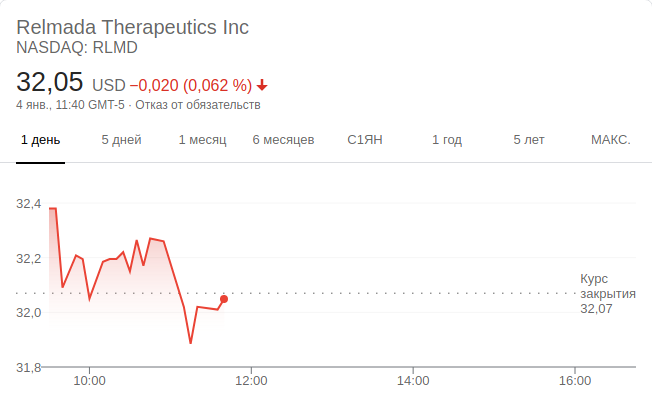 Relmada Therapeutics Inc
NASDAQ: RLMD
32,05 USD −0,020 (0,062 %)
4 янв., 11:40 GMT-5 · Отказ от обязательств
1 день 5 дней 1 месяц 6 месяцев С1ЯН 1 год 5 лет МАКС.
32,4
32,2
Курс
закрытия
32,07
32,0
31,8
10:00 12:00 14:00 16:00